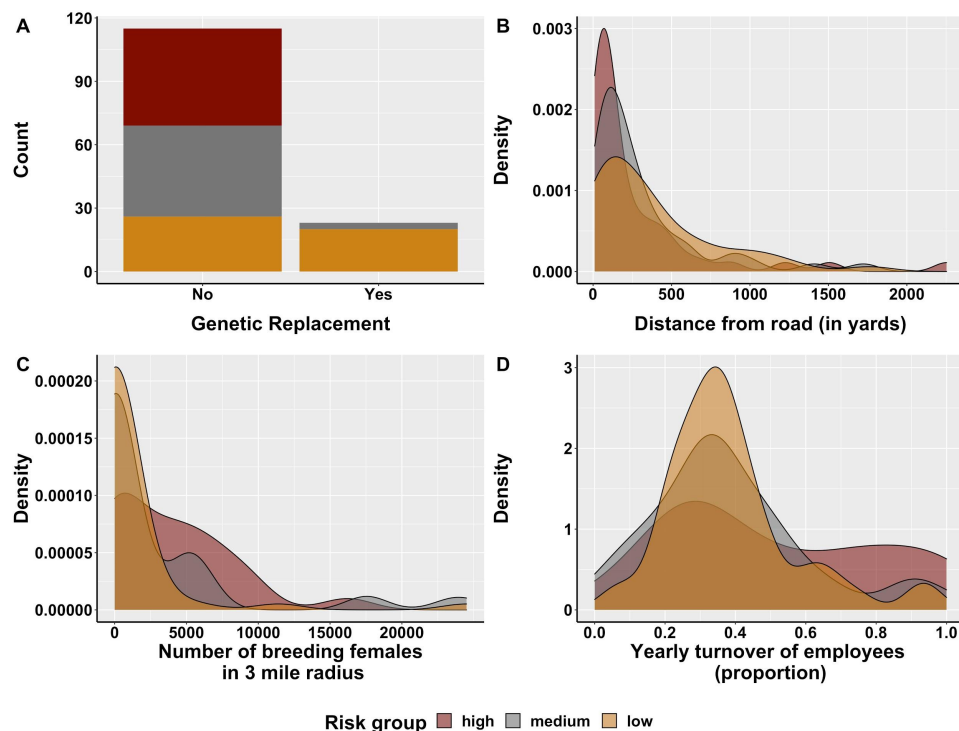 A
120
90
60
30
0
Count
No
Yes
Genetic Replacement
B
0.003
0.002
0.001
0.000
Density
0
500
1000
1500
2000
Distance from road (in yards)
C
0.00020
0.00015
0.00010
0.00005
0.00000
Density
0
5000
10000
15000
20000
Number of breeding females
in 3 mile radius
D
3
2
1
0
Density
0.0
0.2
0.4
0.6
0.8
1.0
Yearly turnover of employees
(proportion)
Risk group high medium low